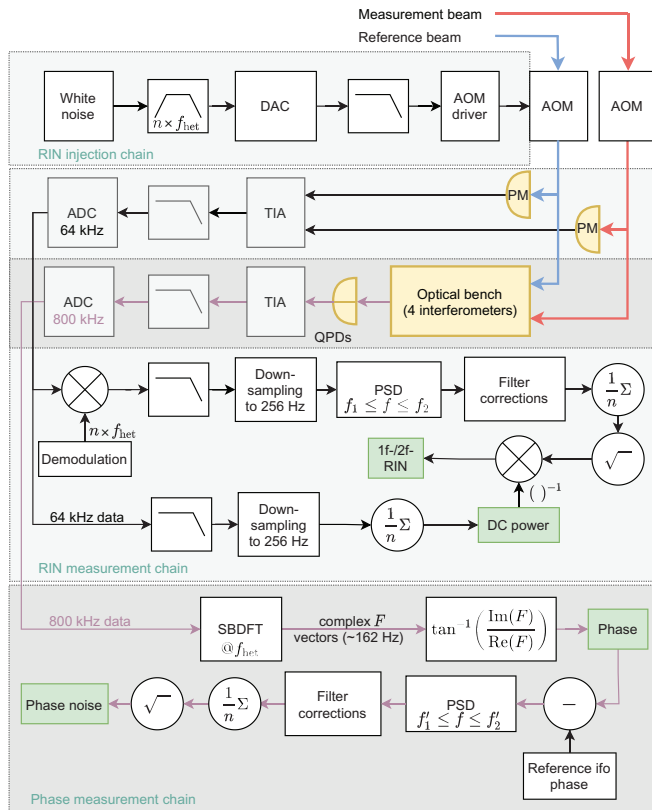 Measurement beam
Reference beam
White
noise
n × f_het
DAC
AOM
driver
AOM
AOM
RIN injection chain
ADC
64 kHz
TIA
PM
PM
ADC
800 kHz
TIA
QPDs
Optical bench
(4 interferometers)
Down-
sampling
to 256 Hz
PSD
f_1 ≤ f ≤ f_2
Filter
corrections
1/n Σ
n × f_het
Demodulation
1f-/2f-
RIN
√
( )^{-1}
64 kHz data
Down-
sampling
to 256 Hz
1/n Σ
DC power
RIN measurement chain
800 kHz data
SBDFT
@f_het
complex F
vectors (~162 Hz)
tan^{-1}(Im(F)/Re(F))
Phase
Phase noise
√
1/n Σ
Filter
corrections
PSD
f'_1 ≤ f ≤ f'_2
−
Reference ifo
phase
Phase measurement chain